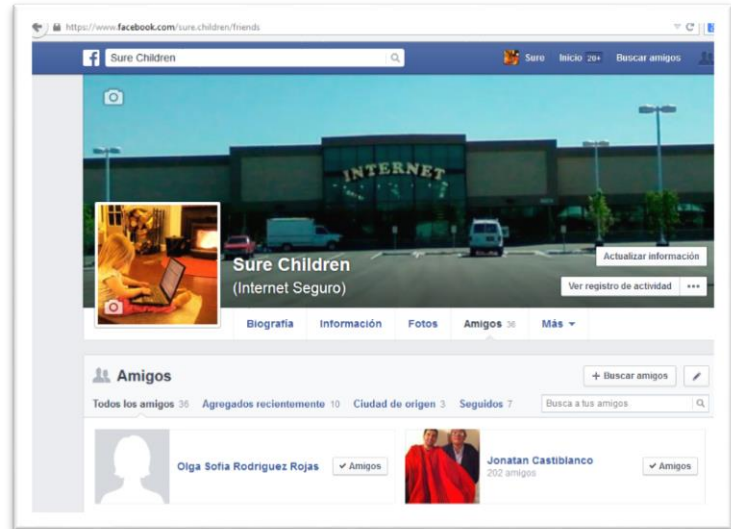 https://www.facebook.com/sure.children/friends
f Sure Children Sure Inicio 20+ Buscar amigos
INTERNET
Actualizar información
Sure Children
(Internet Seguro)
Ver registro de actividad •••
Biografía Información Fotos Amigos 36 Más
Amigos + Buscar amigos
Todos los amigos 36 Agregados recientemente 10 Ciudad de origen 3 Seguidos 7 Busca a tus amigos
Olga Sofia Rodriguez Rojas ✓ Amigos
Jonatan Castiblanco
202 amigos
✓ Amigos